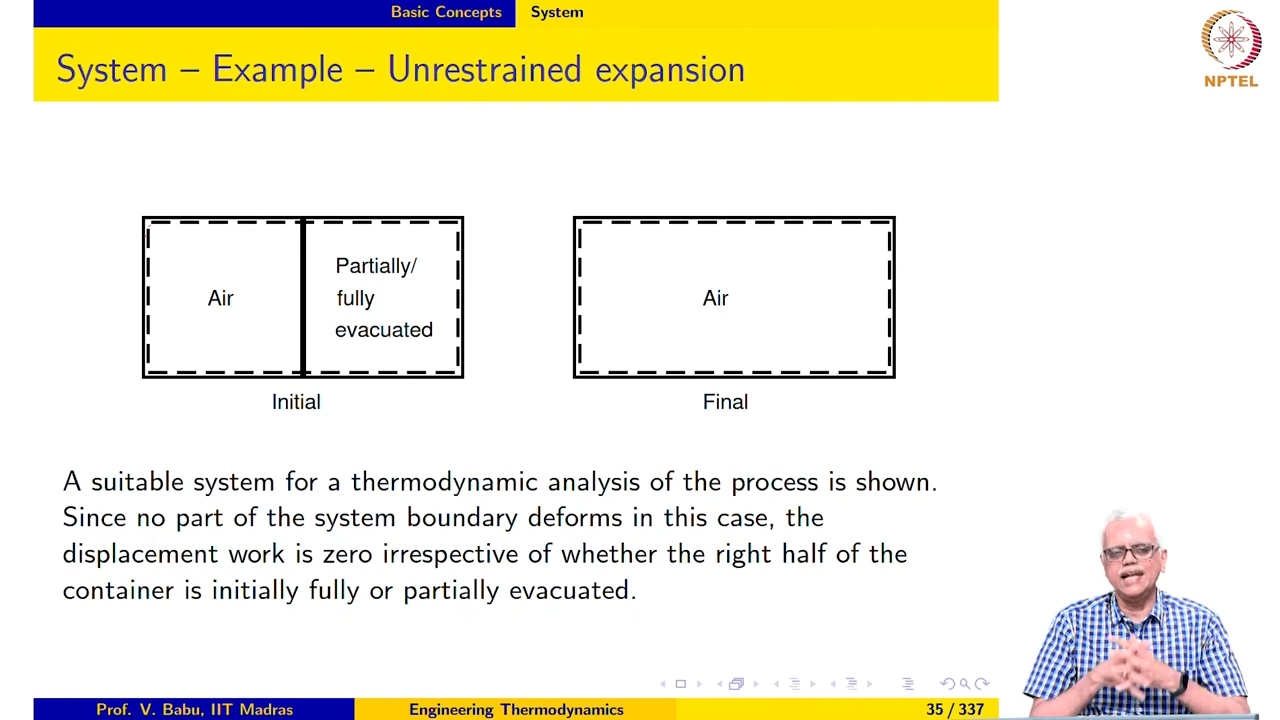 Basic Concepts System
System – Example – Unrestrained expansion
NPTEL
Air
Partially/
fully
evacuated
Initial
Air
Final
A suitable system for a thermodynamic analysis of the process is shown.
Since no part of the system boundary deforms in this case, the
displacement work is zero irrespective of whether the right half of the
container is initially fully or partially evacuated.
Prof. V. Babu, IIT Madras Engineering Thermodynamics 35 / 337